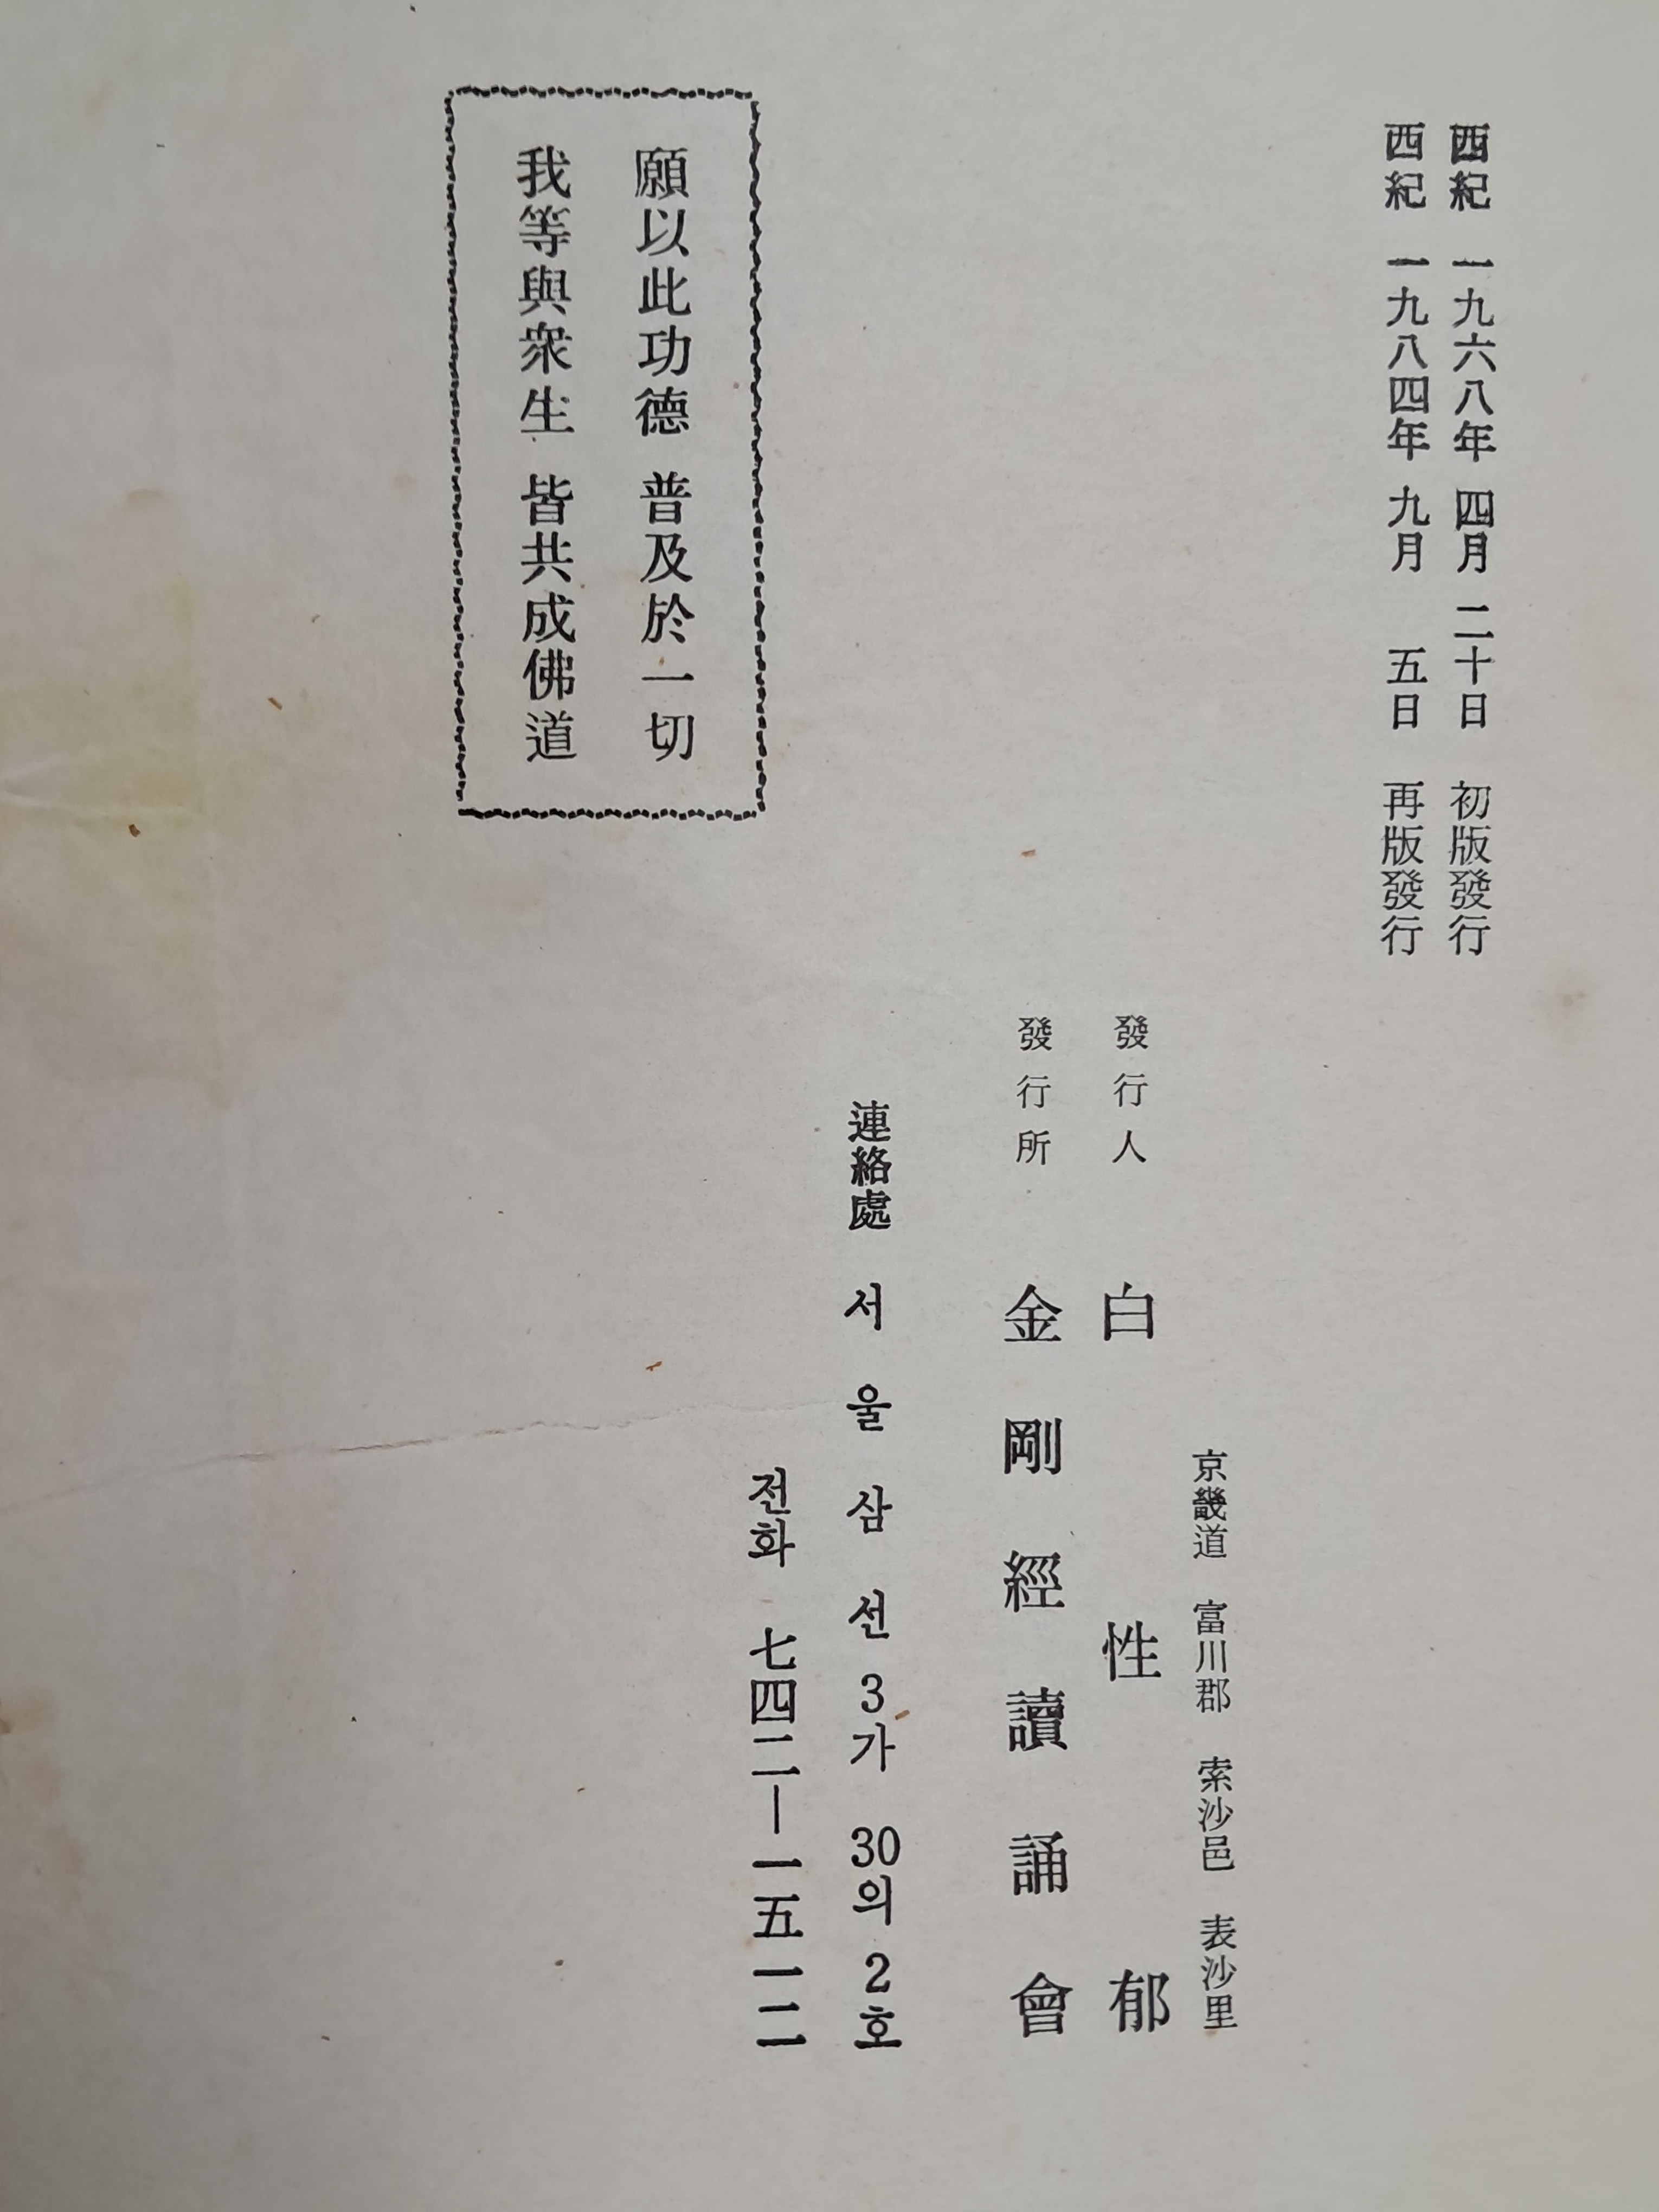 西紀 一九六八年 四月 二十日 初版發行
西紀 一九八四年 九月 五日 再版發行
京畿道 富川郡 索沙邑 表沙里
發行人 白性郁
發行所 金剛經讀誦會
連絡處 서울 삼선 3가 30의 2호
전화 七四二―一五一二
願以此功德 普及於一切
我等與衆生 皆共成佛道